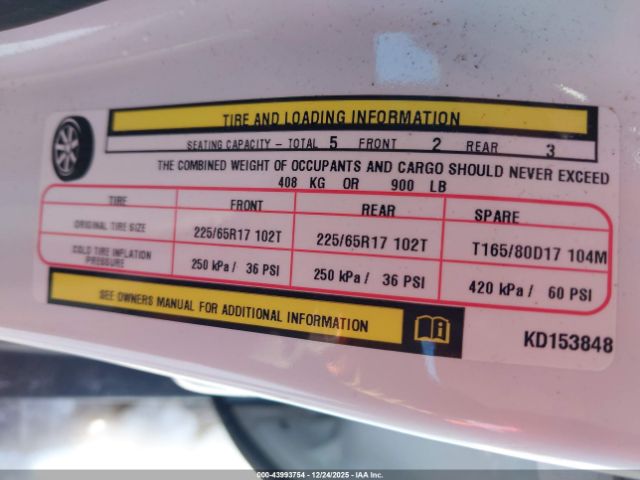 TIRE AND LOADING INFORMATION
SEATING CAPACITY - TOTAL 5 FRONT 2 REAR 3
THE COMBINED WEIGHT OF OCCUPANTS AND CARGO SHOULD NEVER EXCEED
408 KG OR 900 LB
TIRE FRONT REAR SPARE
ORIGINAL TIRE SIZE 225/65R17 102T 225/65R17 102T T165/80D17 104M
COLD TIRE INFLATION
PRESSURE 250 kPa / 36 PSI 250 kPa / 36 PSI 420 kPa / 60 PSI
SEE OWNERS MANUAL FOR ADDITIONAL INFORMATION
KD153848
000-43993754 - 12/24/2025 - IAA Inc.